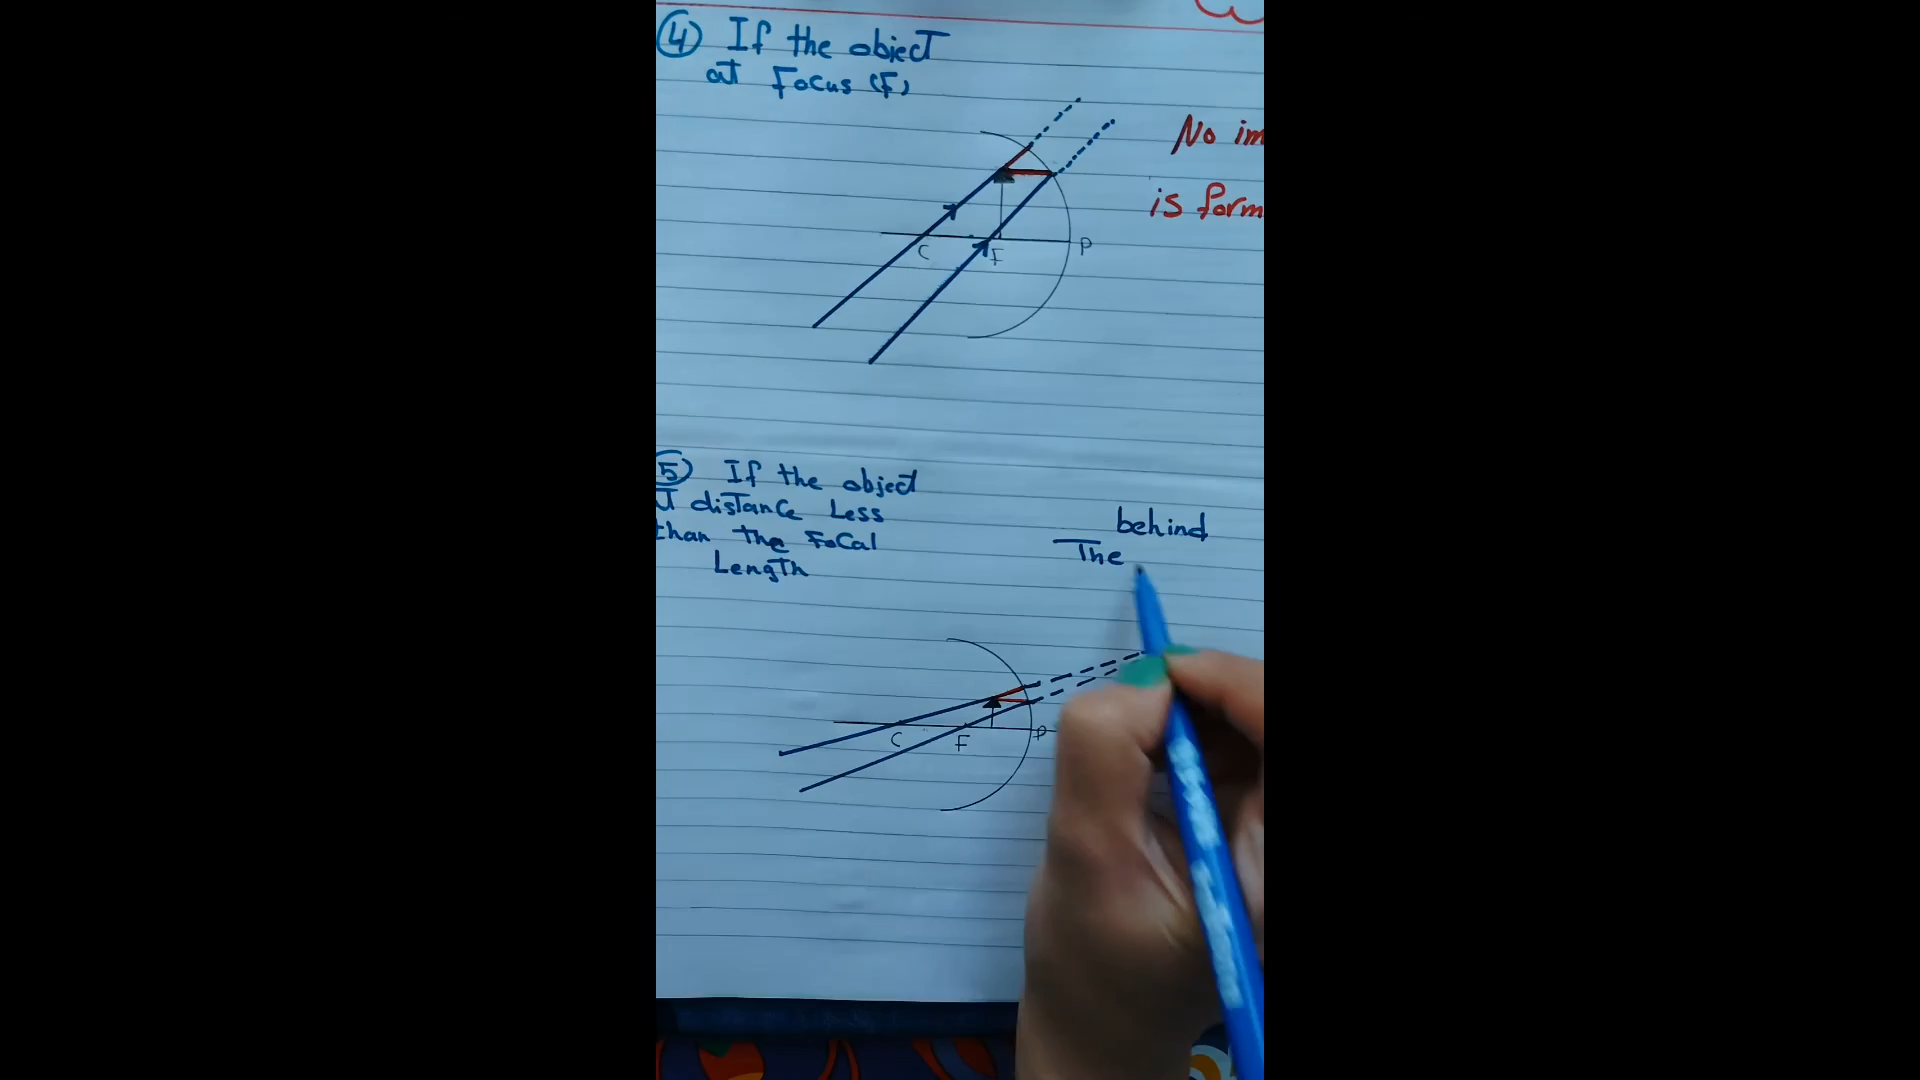 ④ If the object
at Focus (F)
No im
is form
C
F
P
⑤ If the object
distance Less
than the Focal
Length
behind
The
C
F
P